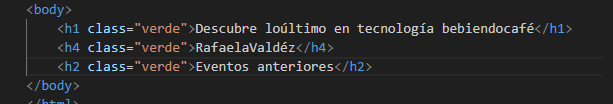 <body>
<h1 class="verde">Descubre loúltimo en tecnología bebiendocafé</h1>
<h4 class="verde">RafaelaValdéz</h4>
<h2 class="verde">Eventos anteriores</h2>
</body>
</html>